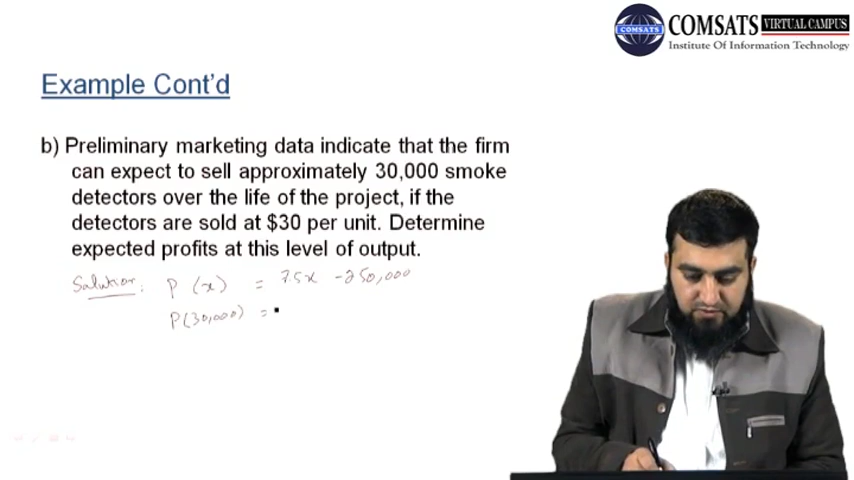 COMSATS VIRTUAL CAMPUS
COMSATS
Institute Of Information Technology
Example Cont'd
b) Preliminary marketing data indicate that the firm
can expect to sell approximately 30,000 smoke
detectors over the life of the project, if the
detectors are sold at $30 per unit. Determine
expected profits at this level of output.
Solution: P (x) = 7.5x - 250,000
P(30,000) =